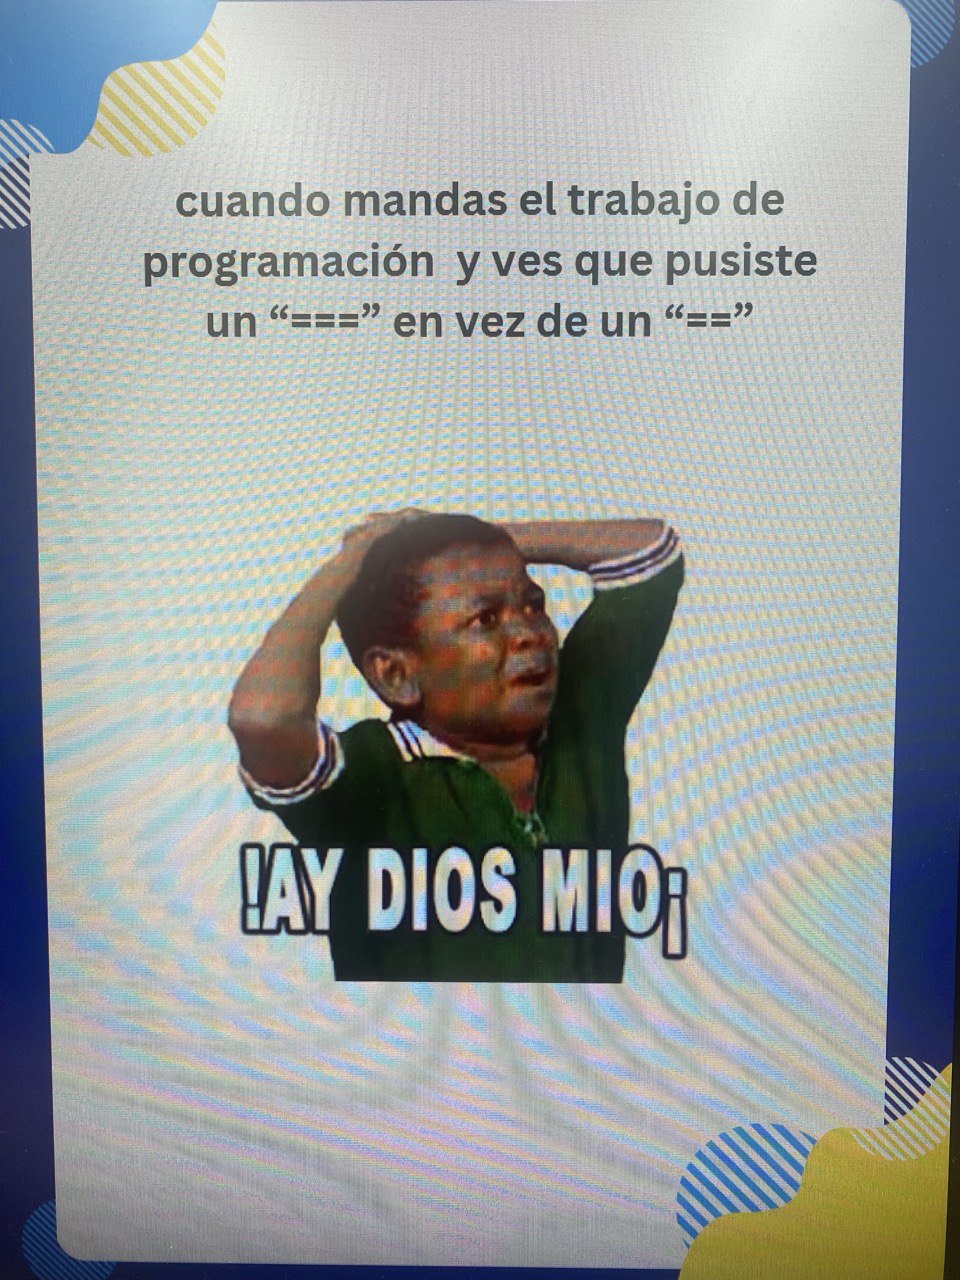 cuando mandas el trabajo de
programación y ves que pusiste
un “===” en vez de un “==”
!AY DIOS MIO¡